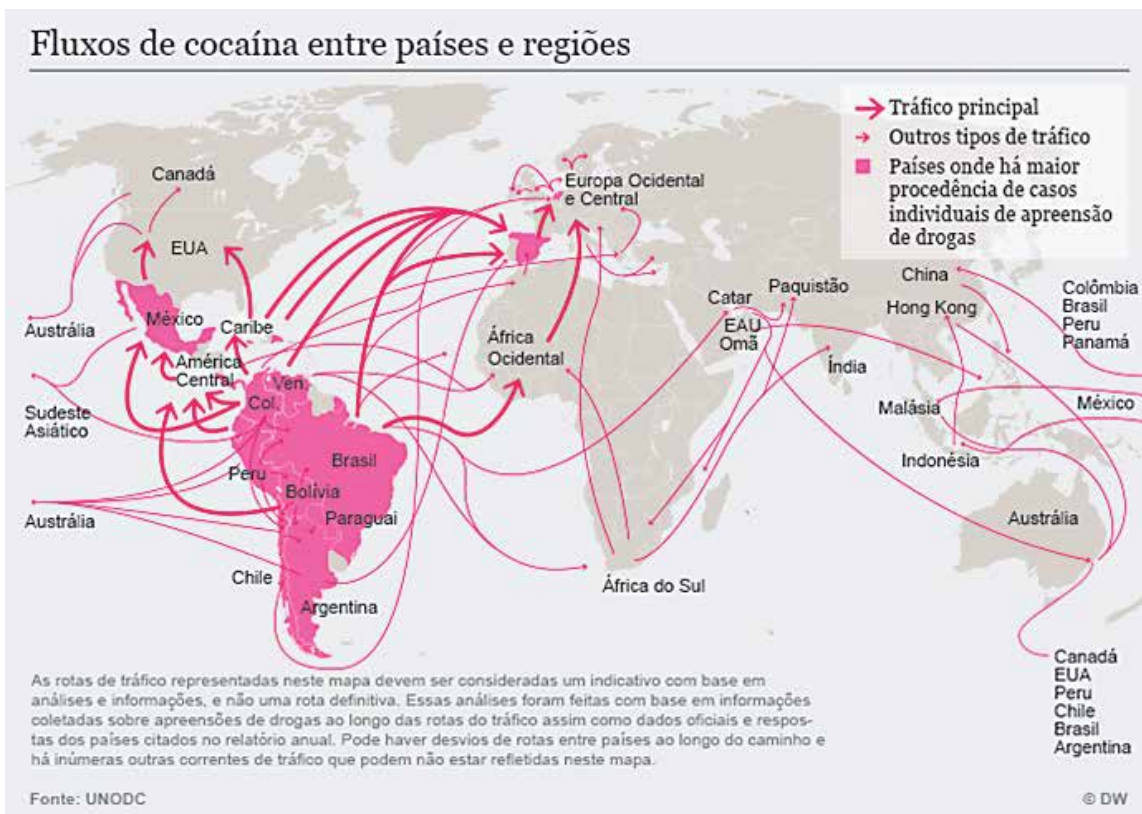 Fluxos de cocaína entre países e regiões
Tráfico principal
Outros tipos de tráfico
Países onde há maior
procedência de casos
individuais de apreensão
de drogas
Canadá
EUA
Austrália
México
Caribe
América
Central
Sudeste
Asiático
Austrália
Ven.
Col.
Peru
Brasil
Bolívia
Paraguai
Chile
Argentina
Europa Ocidental
e Central
África
Ocidental
África do Sul
Catar
EAU
Omã
Paquistão
Índia
China
Hong Kong
Malásia
Indonésia
Austrália
Colômbia
Brasil
Peru
Panamá
México
Canadá
EUA
Peru
Chile
Brasil
Argentina
As rotas de tráfico representadas neste mapa devem ser consideradas um indicativo com base em
análises e informações, e não uma rota definitiva. Essas análises foram feitas com base em informações
coletadas sobre apreensões de drogas ao longo das rotas do tráfico assim como dados oficiais e respos-
tas dos países citados no relatório anual. Pode haver desvios de rotas entre países ao longo do caminho e
há inúmeras outras correntes de tráfico que podem não estar refletidas neste mapa.
Fonte: UNODC
© DW